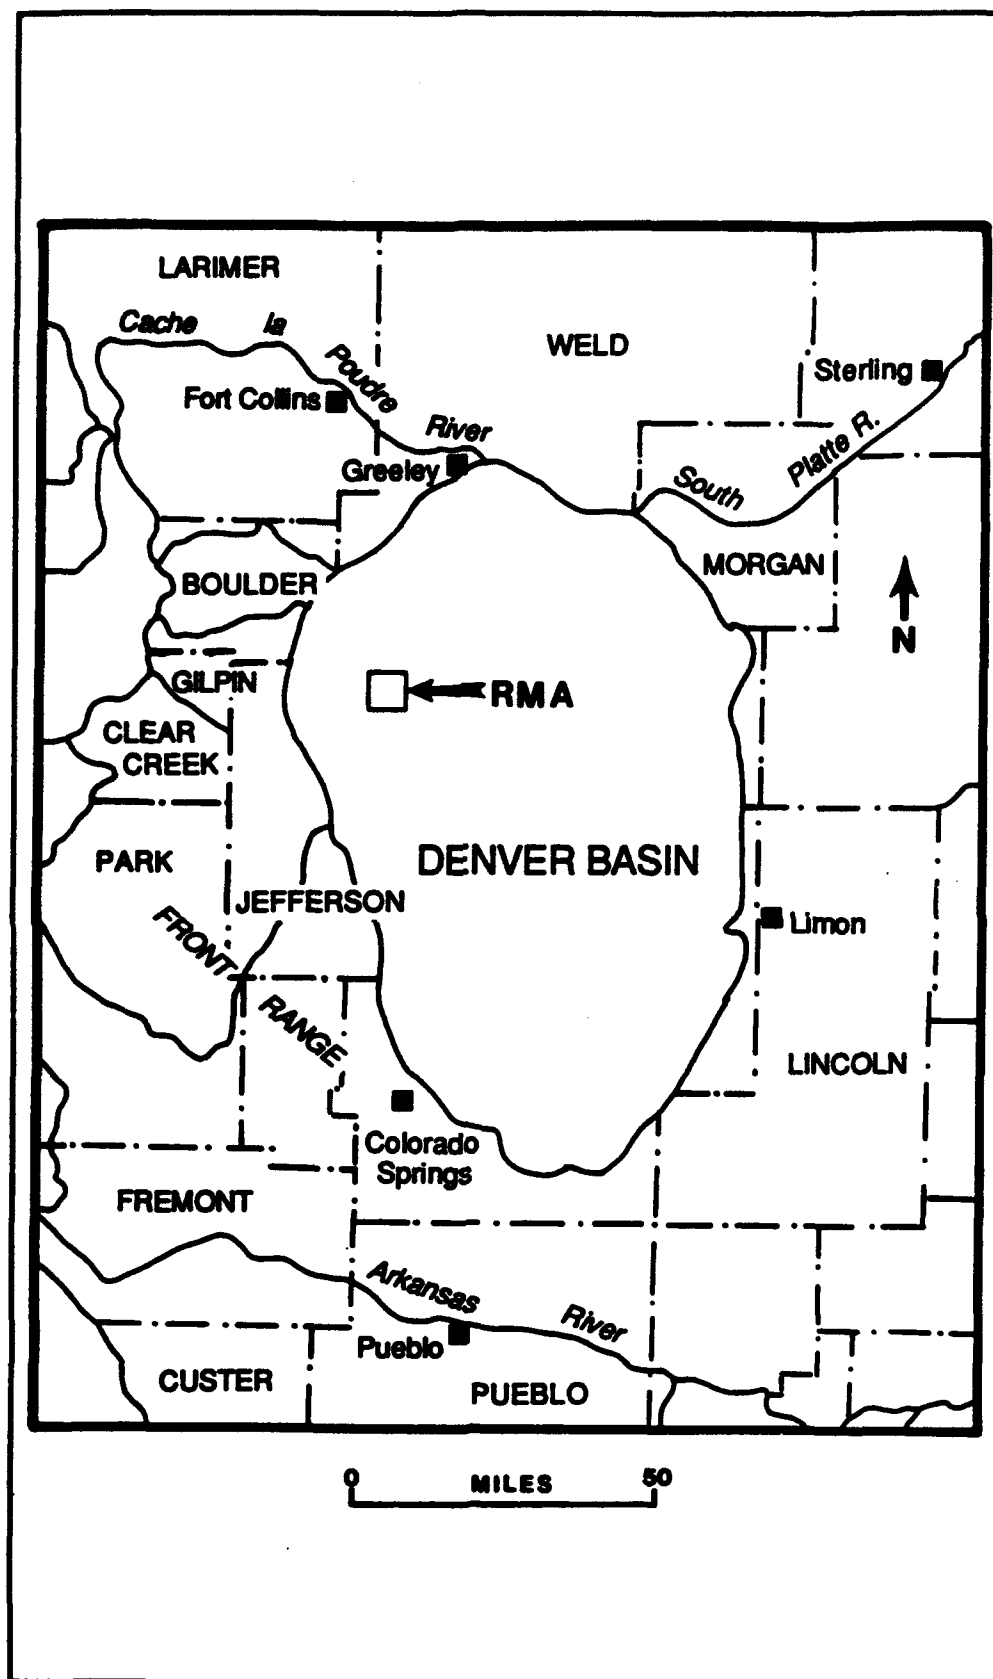 LARIMER
Cache la Poudre River
WELD
Sterling
Fort Collins
Greeley
South Platte R.
BOULDER
MORGAN
N
GILPIN
RMA
CLEAR
CREEK
PARK
DENVER BASIN
JEFFERSON
Limon
FRONT RANGE
LINCOLN
Colorado
Springs
FREMONT
Arkansas River
Pueblo
CUSTER
PUEBLO
0 MILES 50